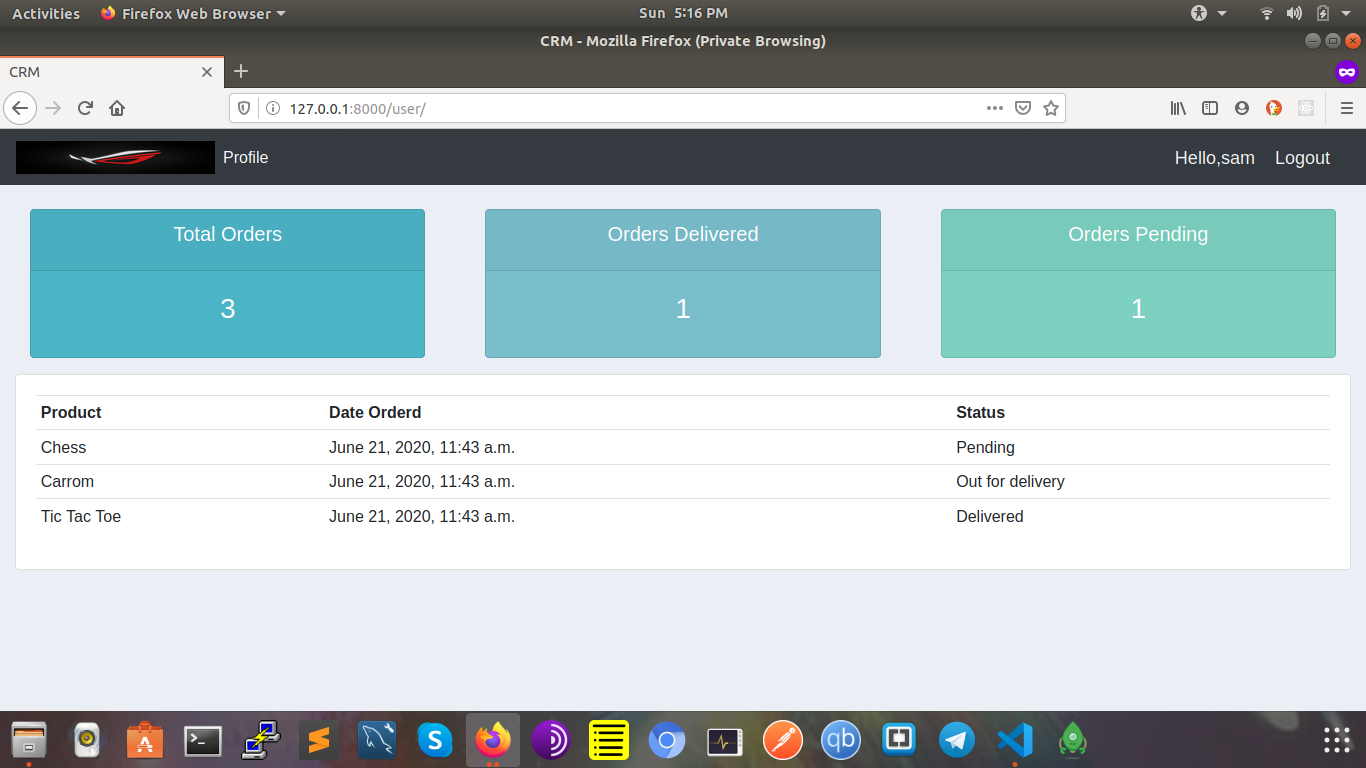 Activities Firefox Web Browser Sun 5:16 PM
CRM - Mozilla Firefox (Private Browsing)
CRM
127.0.0.1:8000/user/
Profile Hello,sam Logout
Total Orders Orders Delivered Orders Pending
3 1 1
Product Date Orderd Status
Chess June 21, 2020, 11:43 a.m. Pending
Carrom June 21, 2020, 11:43 a.m. Out for delivery
Tic Tac Toe June 21, 2020, 11:43 a.m. Delivered
A >_ S S qb